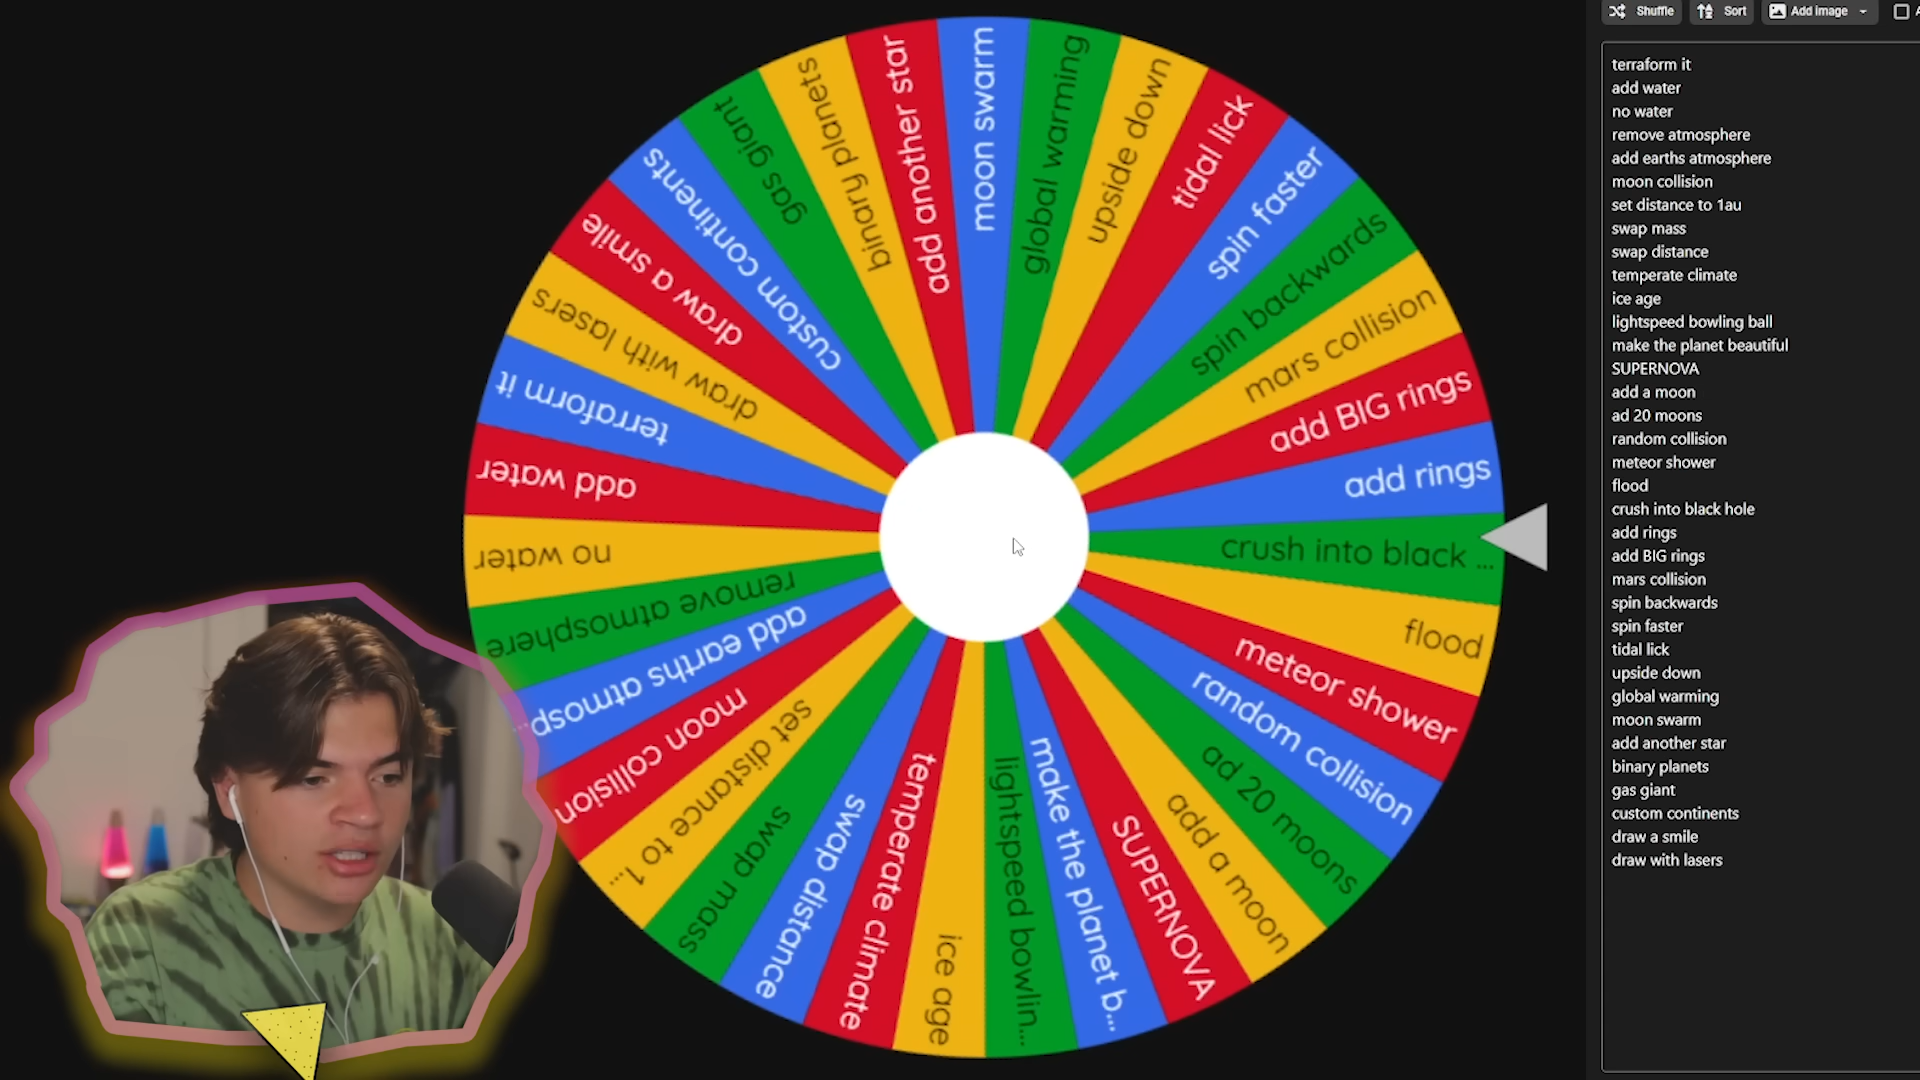 Shuffle
Sort
Add image
terraform it
add water
no water
remove atmosphere
add earths atmosphere
moon collision
set distance to 1au
swap mass
swap distance
temperate climate
ice age
lightspeed bowling ball
make the planet beautiful
SUPERNOVA
add a moon
ad 20 moons
random collision
meteor shower
flood
crush into black hole
add rings
add BIG rings
mars collision
spin backwards
spin faster
tidal lick
upside down
global warming
moon swarm
add another star
binary planets
gas giant
custom continents
draw a smile
draw with lasers
moon swarm
global warming
upside down
tidal lick
spin faster
spin backwards
mars collision
add BIG rings
add rings
crush into black ...
flood
meteor shower
random collision
ad 20 moons
add a moon
SUPERNOVA
make the planet b...
lightspeed bowlin...
ice age
temperate climate
swap distance
swap mass
set distance to 1...
moon collision
add earths atmosp...
remove atmosphere
no water
add water
terraform it
draw with lasers
draw a smile
custom continents
gas giant
binary planets
add another star